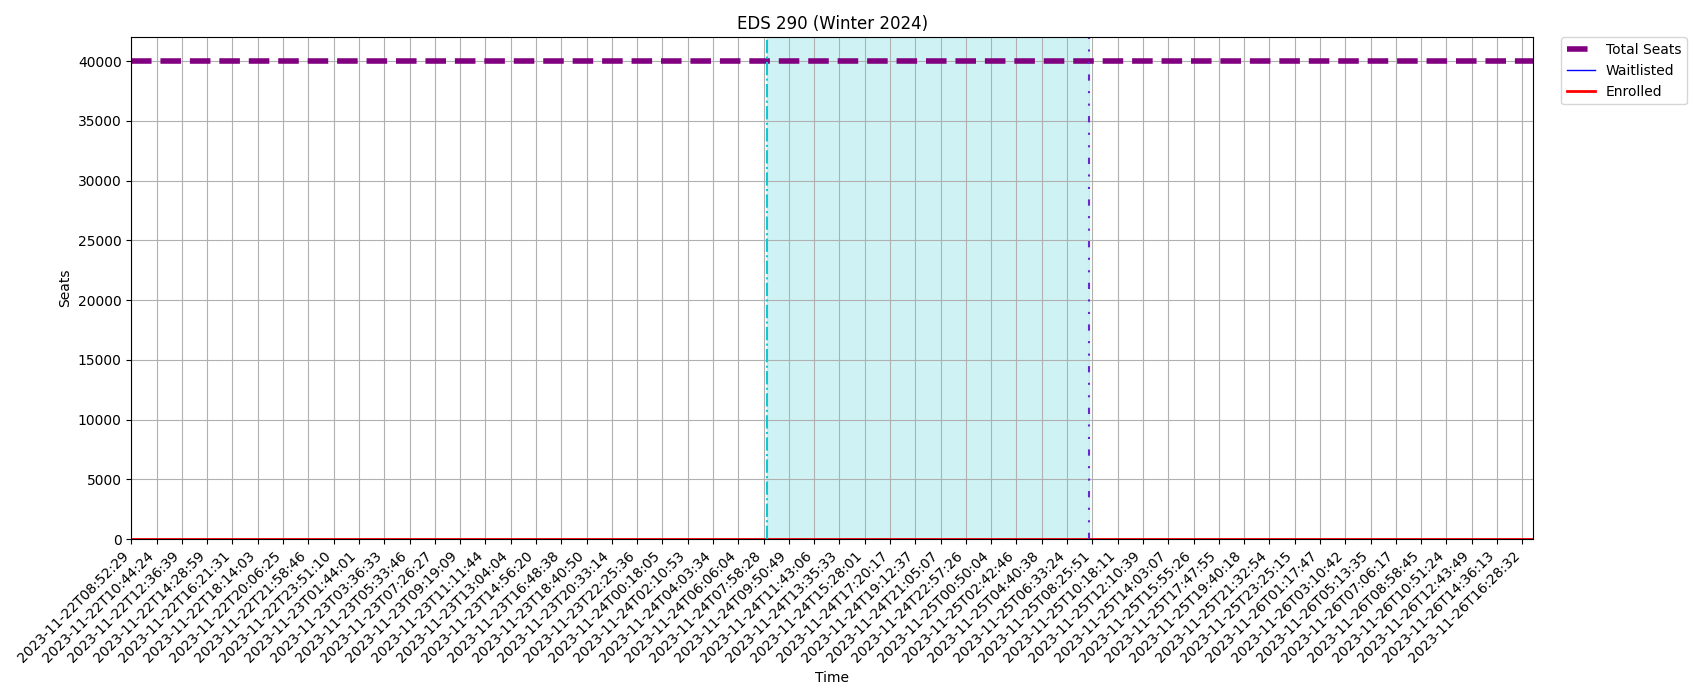 EDS 290 (Winter 2024)
Total Seats
Waitlisted
Enrolled
Seats
40000
35000
30000
25000
20000
15000
10000
5000
0
2023-11-22T08:52:29
2023-11-22T10:44:24
2023-11-22T12:36:39
2023-11-22T14:28:59
2023-11-22T16:21:31
2023-11-22T18:14:03
2023-11-22T20:06:25
2023-11-22T21:58:46
2023-11-22T23:51:10
2023-11-23T01:44:01
2023-11-23T03:36:33
2023-11-23T05:33:46
2023-11-23T07:26:27
2023-11-23T09:19:09
2023-11-23T11:11:44
2023-11-23T13:04:04
2023-11-23T14:56:20
2023-11-23T16:48:38
2023-11-23T18:40:50
2023-11-23T20:33:14
2023-11-23T22:25:36
2023-11-24T00:18:05
2023-11-24T02:10:53
2023-11-24T04:03:34
2023-11-24T06:06:04
2023-11-24T07:58:28
2023-11-24T09:50:49
2023-11-24T11:43:06
2023-11-24T13:35:33
2023-11-24T15:28:01
2023-11-24T17:20:17
2023-11-24T19:12:37
2023-11-24T21:05:07
2023-11-24T22:57:26
2023-11-25T00:50:04
2023-11-25T02:42:46
2023-11-25T04:40:38
2023-11-25T06:33:24
2023-11-25T08:25:51
2023-11-25T10:18:11
2023-11-25T12:10:39
2023-11-25T14:03:07
2023-11-25T15:55:26
2023-11-25T17:47:55
2023-11-25T19:40:18
2023-11-25T21:32:54
2023-11-25T23:25:15
2023-11-26T01:17:47
2023-11-26T03:10:42
2023-11-26T05:13:35
2023-11-26T07:06:17
2023-11-26T08:58:45
2023-11-26T10:51:24
2023-11-26T12:43:49
2023-11-26T14:36:13
2023-11-26T16:28:32
Time